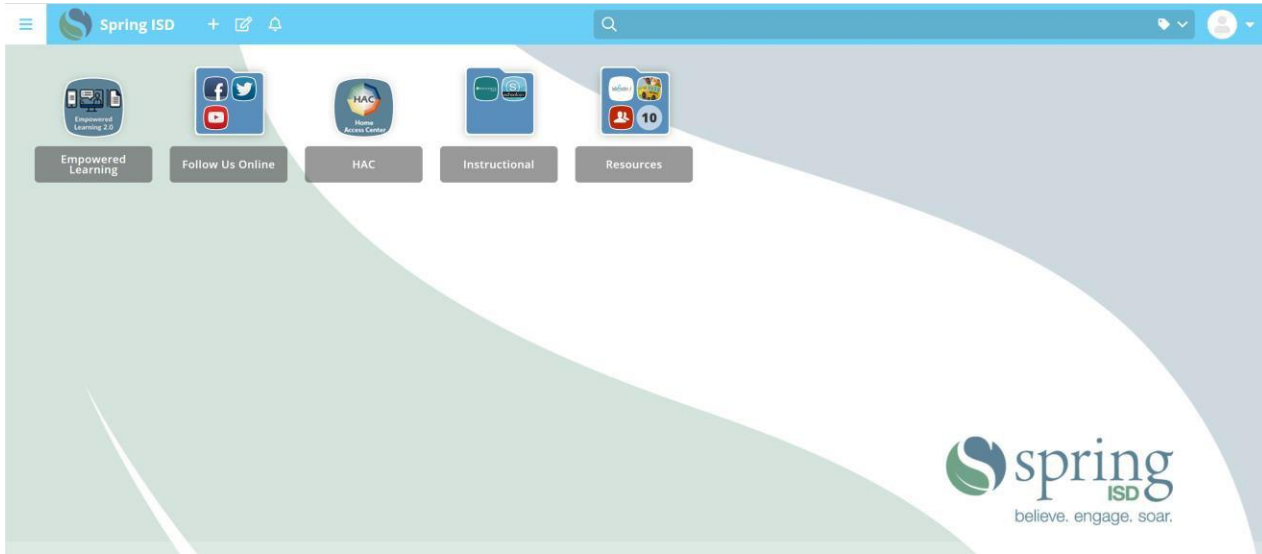 Spring ISD
HAC
10
Empowered
Learning 2.0
Home
Access Center
Empowered
Learning
Follow Us Online
HAC
Instructional
Resources
spring
ISD
believe. engage. soar.